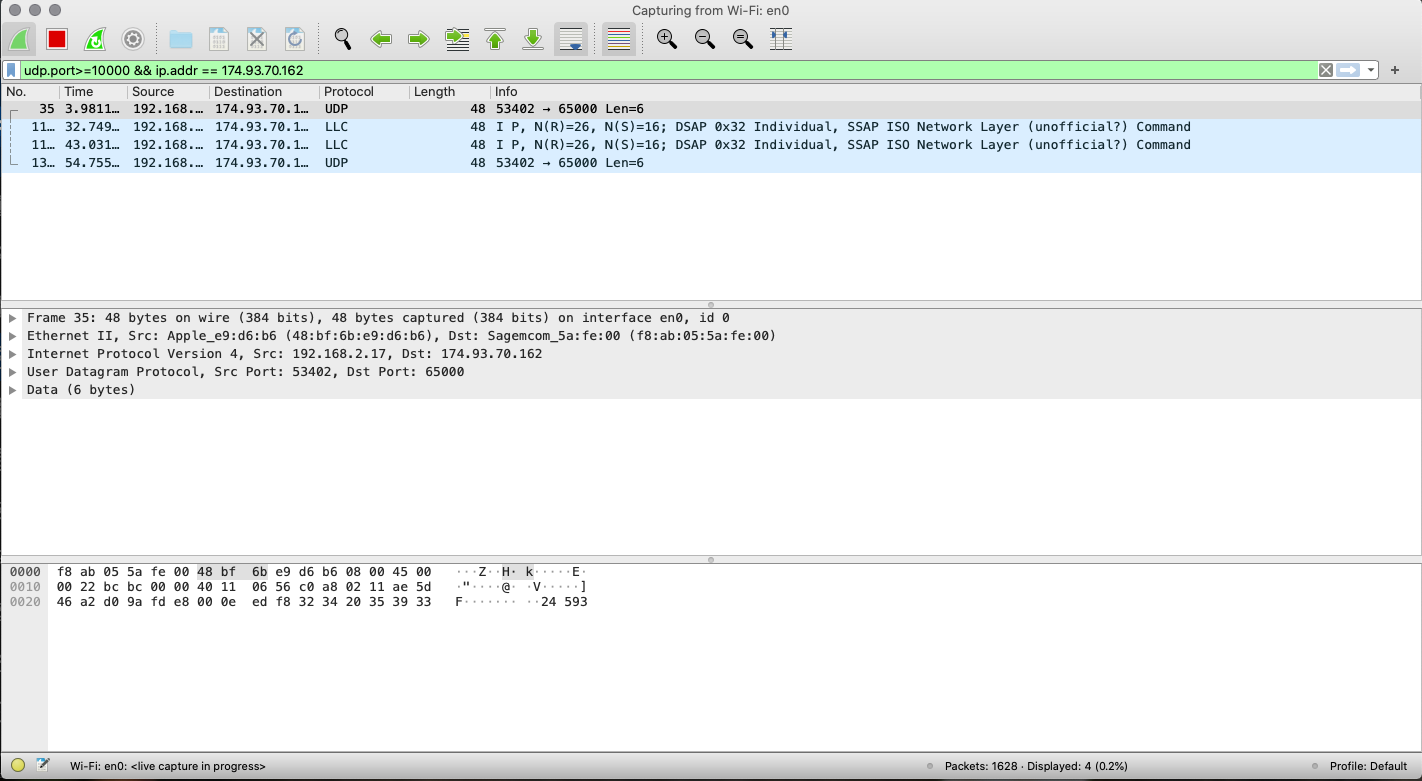 Capturing from Wi-Fi: en0
udp.port>=10000 && ip.addr == 174.93.70.162
No. Time Source Destination Protocol Length Info
35 3.9811… 192.168.… 174.93.70.1… UDP 48 53402 → 65000 Len=6
11… 32.749… 192.168.… 174.93.70.1… LLC 48 I P, N(R)=26, N(S)=16; DSAP 0x32 Individual, SSAP ISO Network Layer (unofficial?) Command
11… 43.031… 192.168.… 174.93.70.1… LLC 48 I P, N(R)=26, N(S)=16; DSAP 0x32 Individual, SSAP ISO Network Layer (unofficial?) Command
13… 54.755… 192.168.… 174.93.70.1… UDP 48 53402 → 65000 Len=6
Frame 35: 48 bytes on wire (384 bits), 48 bytes captured (384 bits) on interface en0, id 0
Ethernet II, Src: Apple_e9:d6:b6 (48:bf:6b:e9:d6:b6), Dst: Sagemcom_5a:fe:00 (f8:ab:05:5a:fe:00)
Internet Protocol Version 4, Src: 192.168.2.17, Dst: 174.93.70.162
User Datagram Protocol, Src Port: 53402, Dst Port: 65000
Data (6 bytes)
0000 f8 ab 05 5a fe 00 48 bf 6b e9 d6 b6 08 00 45 00 ···Z··H· k·····E·
0010 00 22 bc bc 00 00 40 11 06 56 c0 a8 02 11 ae 5d ·"····@· ·V·····]
0020 46 a2 d0 9a fd e8 00 0e ed f8 32 34 20 35 39 33 F······· ··24 593
Wi-Fi: en0: <live capture in progress> Packets: 1628 · Displayed: 4 (0.2%) Profile: Default